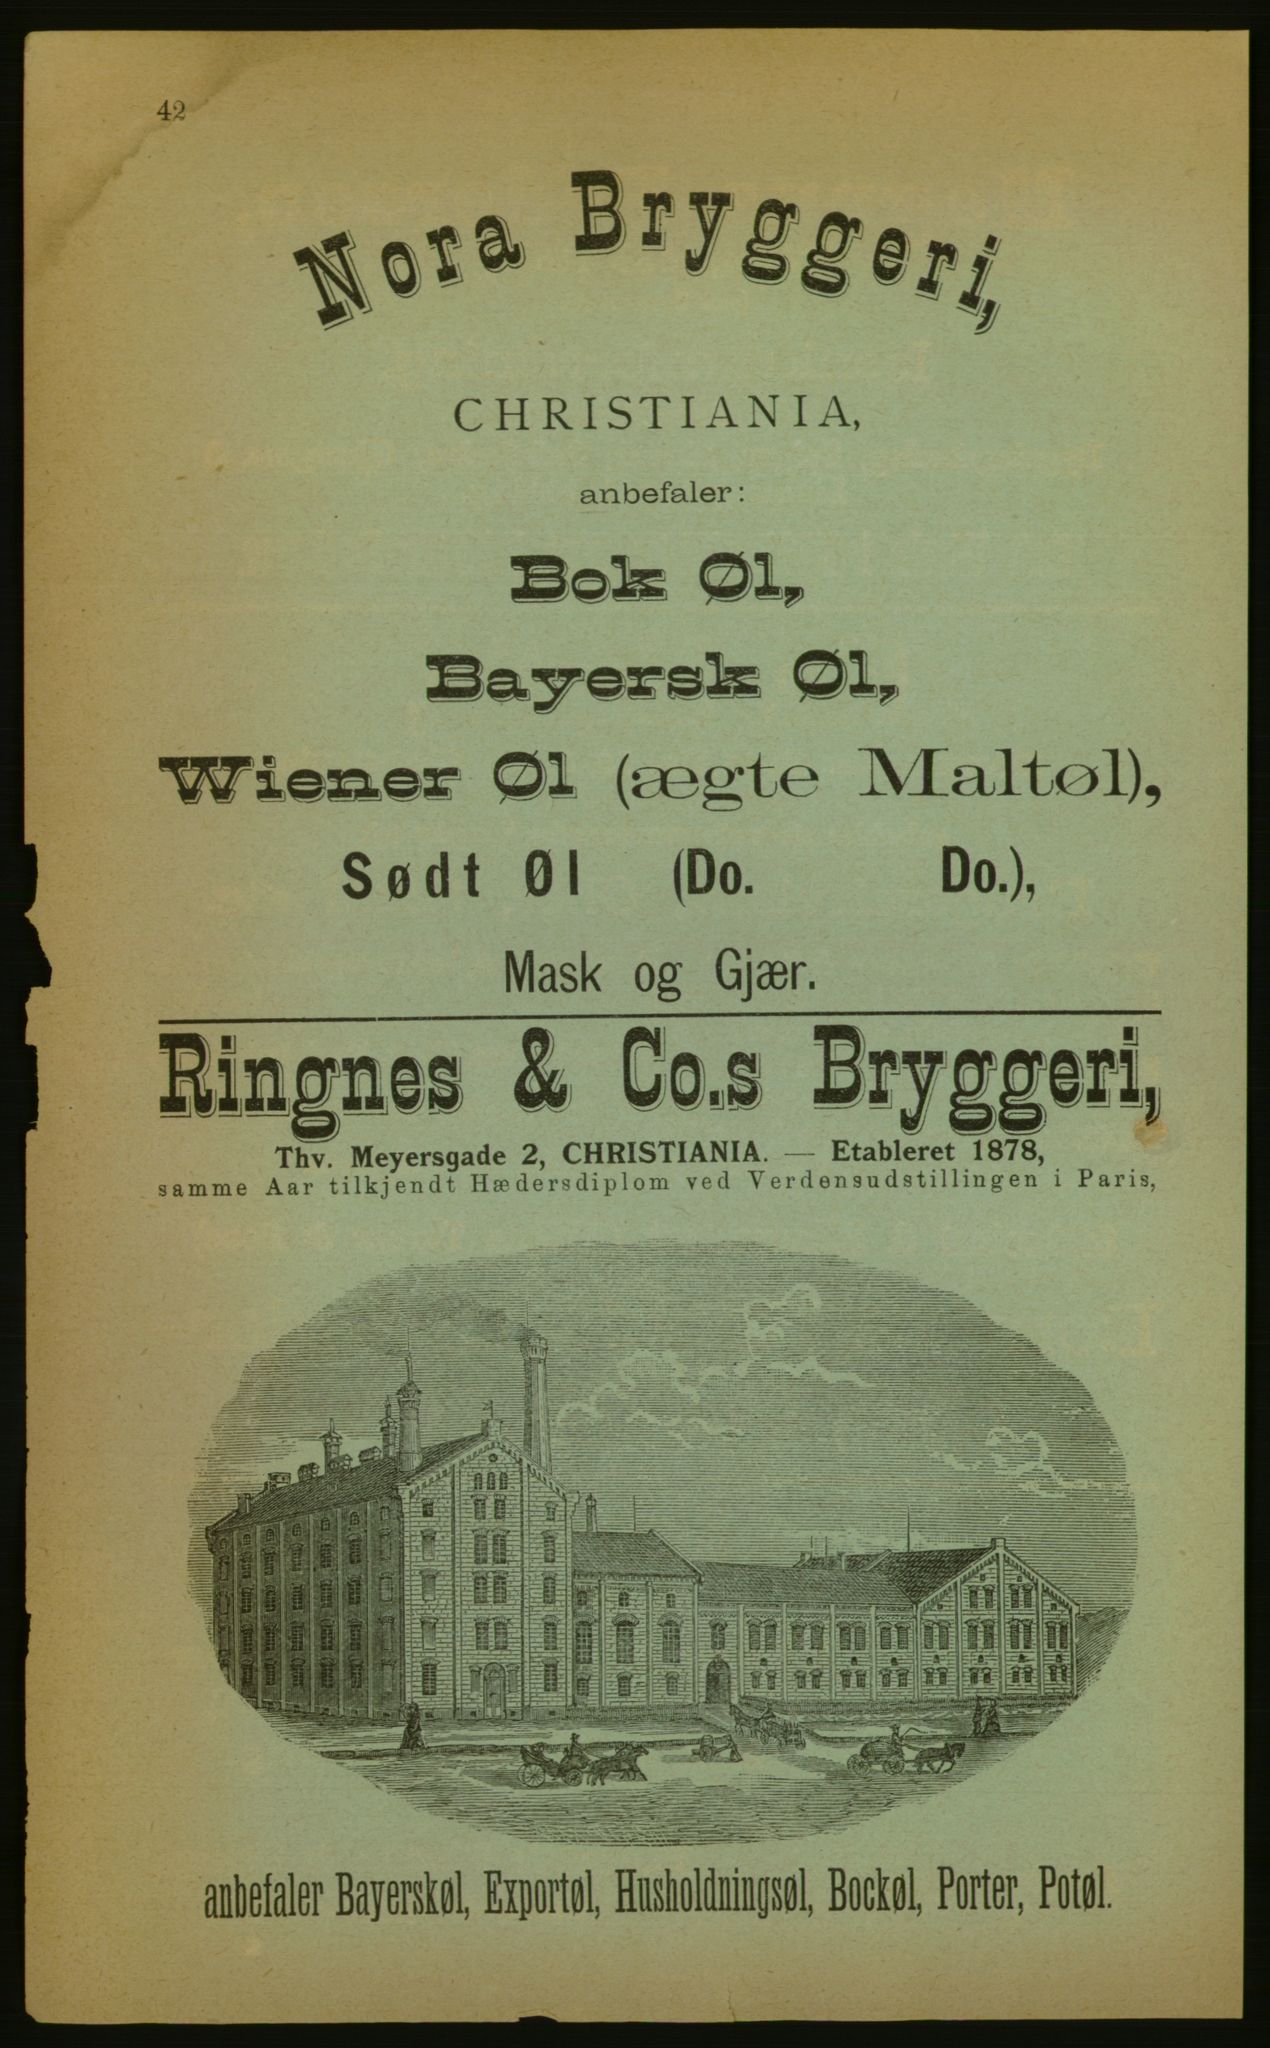 42
Nora Bryggeri,
CHRISTIANIA,
anbefaler:
Bok Øl,
Bayersk Øl,
Wiener Øl (ægte Maltøl),
Sødt Øl (Do. Do.),
Mask og Gjær.
Ringnes & Co.s Bryggeri,
Thv. Meyersgade 2, CHRISTIANIA. — Etableret 1878,
samme Aar tilkjendt Hædersdiplom ved Verdensudstillingen i Paris,
anbefaler Bayerskøl, Exportøl, Husholdningsøl, Bockøl, Porter, Potøl.